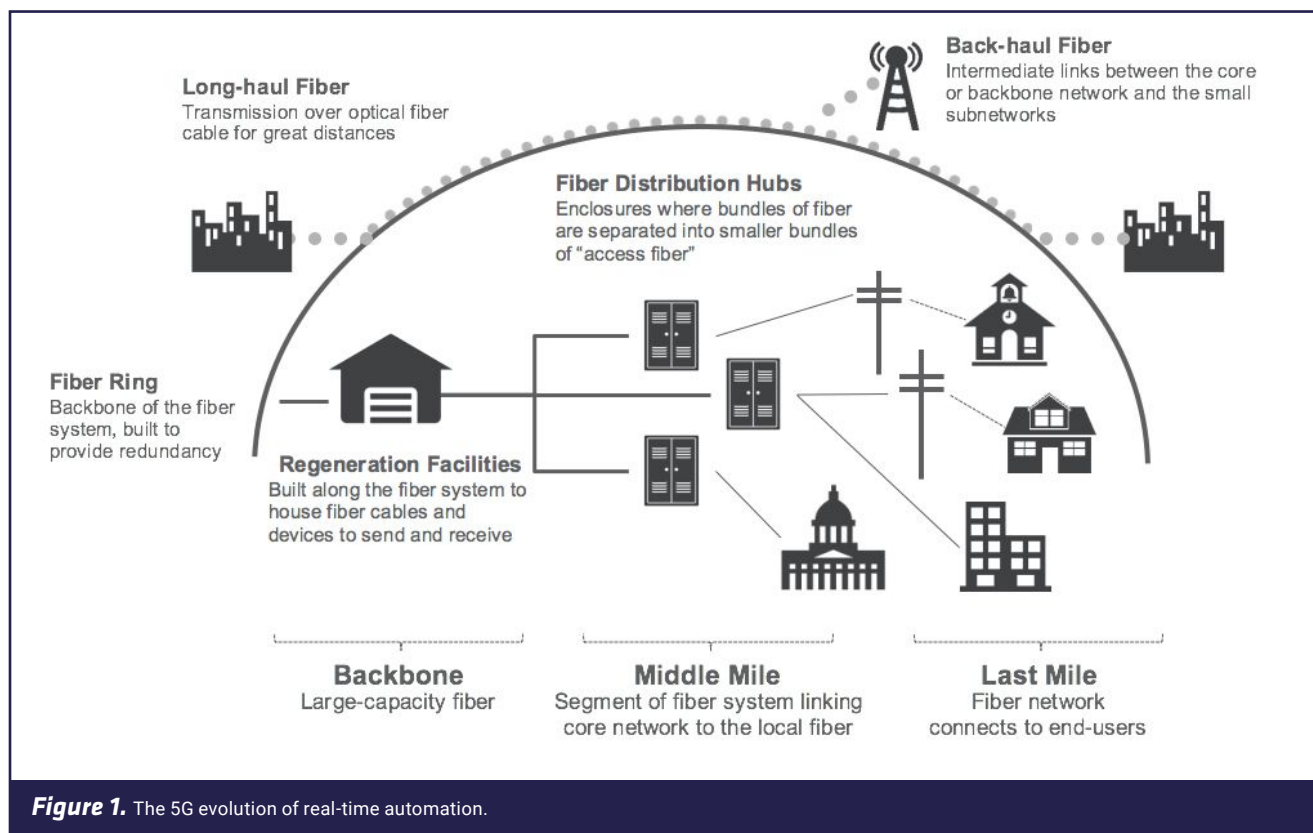 Long-haul Fiber
Transmission over optical fiber
cable for great distances
Back-haul Fiber
Intermediate links between the core
or backbone network and the small
subnetworks
Fiber Distribution Hubs
Enclosures where bundles of fiber
are separated into smaller bundles
of “access fiber”
Fiber Ring
Backbone of the fiber
system, built to
provide redundancy
Regeneration Facilities
Built along the fiber system to
house fiber cables and
devices to send and receive
Backbone
Large-capacity fiber
Middle Mile
Segment of fiber system linking
core network to the local fiber
Last Mile
Fiber network
connects to end-users
Figure 1. The 5G evolution of real-time automation.